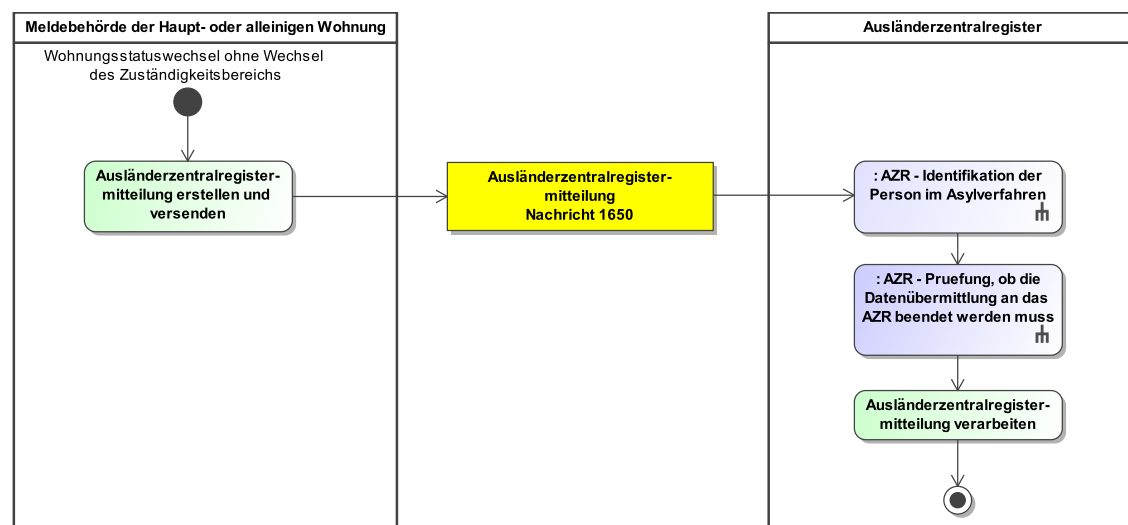 Meldebehörde der Haupt- oder alleinigen Wohnung
Wohnungsstatuswechsel ohne Wechsel
des Zuständigkeitsbereichs
Ausländerzentralregister-
mitteilung erstellen und
versenden
Ausländerzentralregister-
mitteilung
Nachricht 1650
Ausländerzentralregister
: AZR - Identifikation der
Person im Asylverfahren
: AZR - Pruefung, ob die
Datenübermittlung an das
AZR beendet werden muss
Ausländerzentralregister-
mitteilung verarbeiten